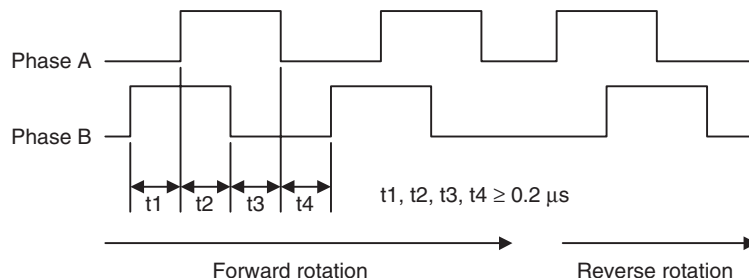 Phase A
Phase B
t1 t2 t3 t4
t1, t2, t3, t4 ≥ 0.2 μs
Forward rotation
Reverse rotation